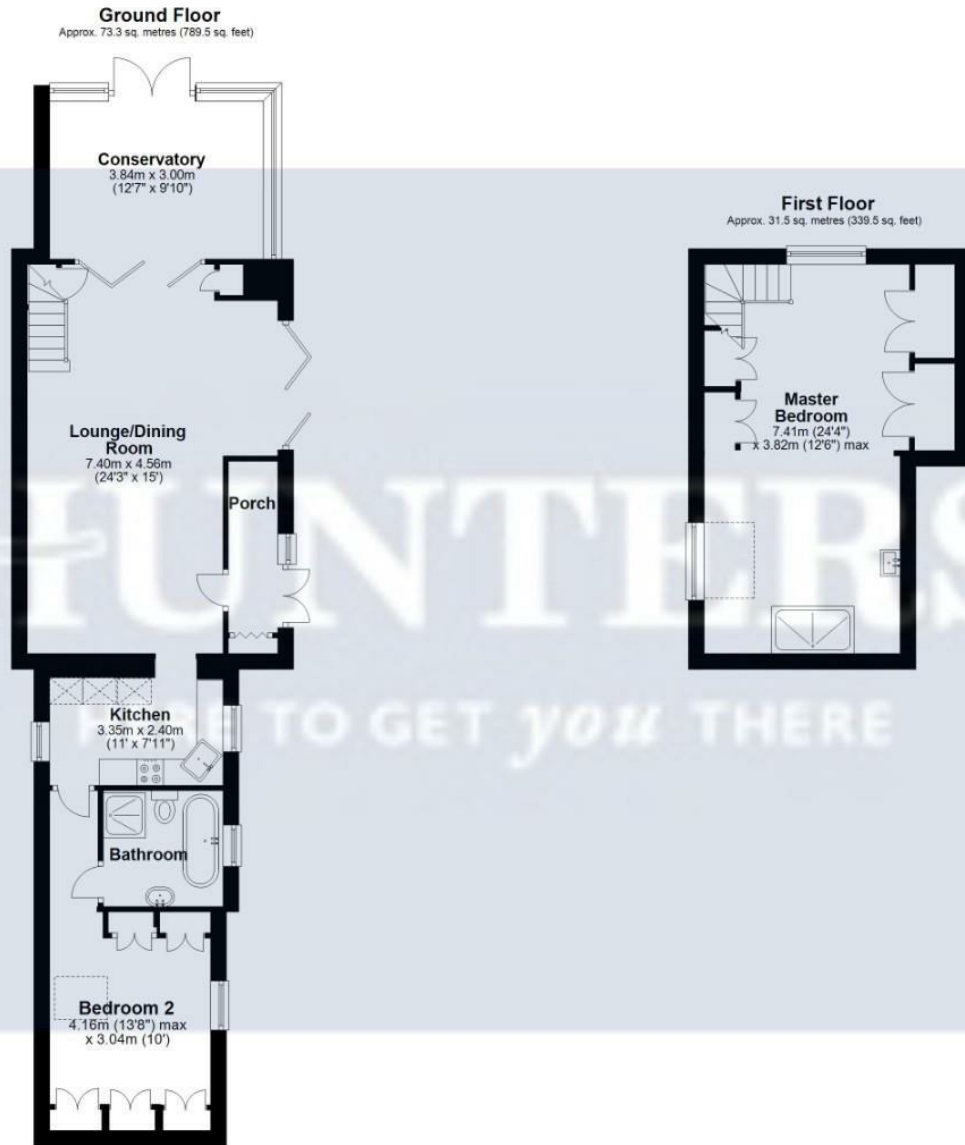 Ground Floor
Approx. 73.3 sq. metres (789.5 sq. feet)
Conservatory
3.84m x 3.00m
(12'7" x 9'10")
First Floor
Approx. 31.5 sq. metres (339.5 sq. feet)
Master
Bedroom
7.41m (24'4")
x 3.82m (12'6") max
Lounge/Dining
Room
7.40m x 4.56m
(24'3" x 15')
Porch
HUNTERS
HERE TO GET you THERE
Kitchen
3.35m x 2.40m
(11' x 7'11")
Bathroom
Bedroom 2
4.16m (13'8") max
x 3.04m (10')